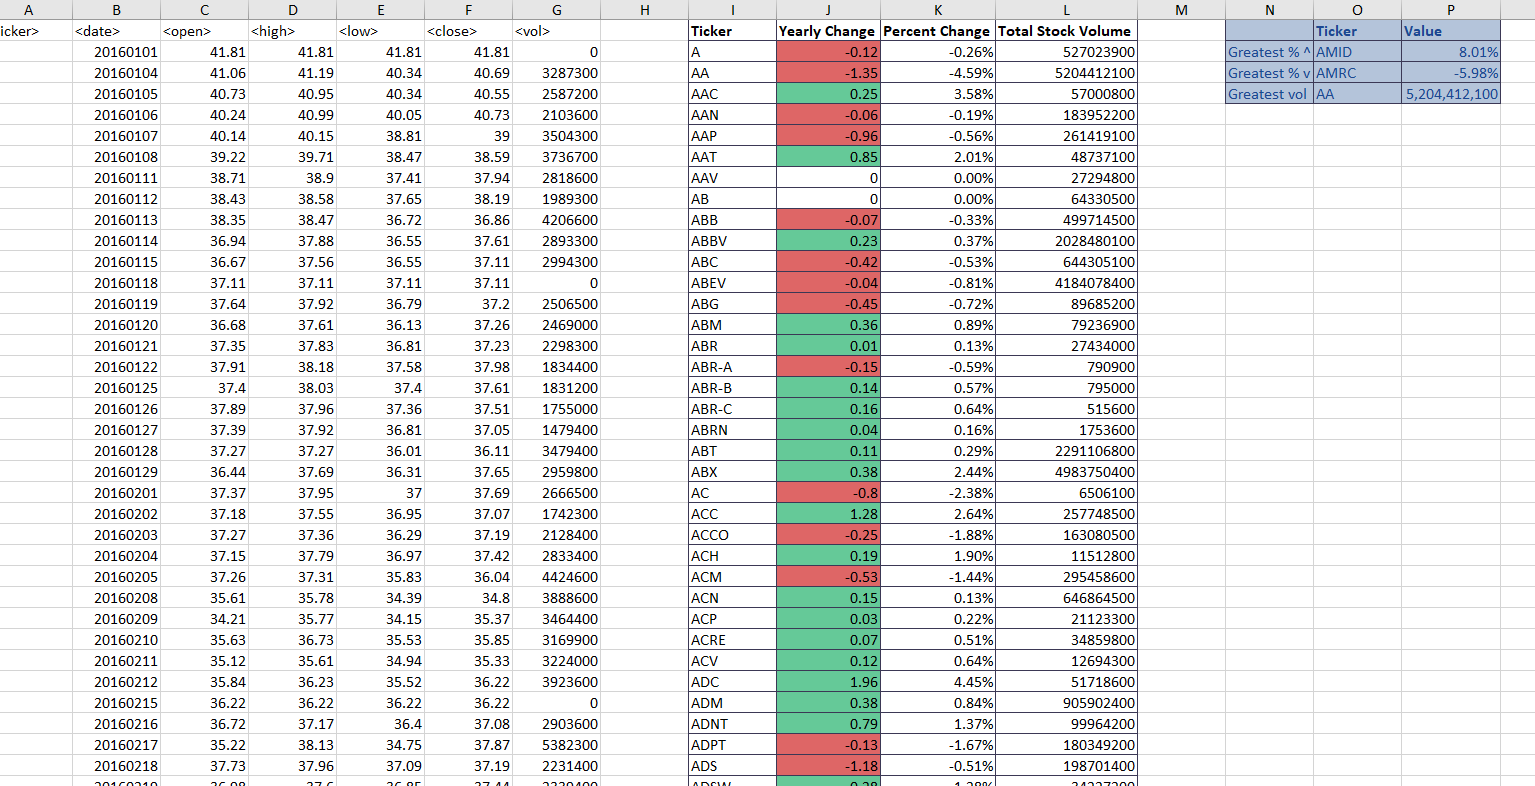 A B C D E F G H I J K L M N O P
icker> <date> <open> <high> <low> <close> <vol> Ticker Yearly Change Percent Change Total Stock Volume Ticker Value
20160101 41.81 41.81 41.81 41.81 0 A -0.12 -0.26% 527023900 Greatest % ^ AMID 8.01%
20160104 41.06 41.19 40.34 40.69 3287300 AA -1.35 -4.59% 5204412100 Greatest % v AMRC -5.98%
20160105 40.73 40.95 40.34 40.55 2587200 AAC 0.25 3.58% 57000800 Greatest vol AA 5,204,412,100
20160106 40.24 40.99 40.05 40.73 2103600 AAN -0.06 -0.19% 183952200
20160107 40.14 40.15 38.81 39 3504300 AAP -0.96 -0.56% 261419100
20160108 39.22 39.71 38.47 38.59 3736700 AAT 0.85 2.01% 48737100
20160111 38.71 38.9 37.41 37.94 2818600 AAV 0 0.00% 27294800
20160112 38.43 38.58 37.65 38.19 1989300 AB 0 0.00% 64330500
20160113 38.35 38.47 36.72 36.86 4206600 ABB -0.07 -0.33% 499714500
20160114 36.94 37.88 36.55 37.61 2893300 ABBV 0.23 0.37% 2028480100
20160115 36.67 37.56 36.55 37.11 2994300 ABC -0.42 -0.53% 644305100
20160118 37.11 37.11 37.11 37.11 0 ABEV -0.04 -0.81% 4184078400
20160119 37.64 37.92 36.79 37.2 2506500 ABG -0.45 -0.72% 89685200
20160120 36.68 37.61 36.13 37.26 2469000 ABM 0.36 0.89% 79236900
20160121 37.35 37.83 36.81 37.23 2298300 ABR 0.01 0.13% 27434000
20160122 37.91 38.18 37.58 37.98 1834400 ABR-A -0.15 -0.59% 790900
20160125 37.4 38.03 37.4 37.61 1831200 ABR-B 0.14 0.57% 795000
20160126 37.89 37.96 37.36 37.51 1755000 ABR-C 0.16 0.64% 515600
20160127 37.39 37.92 36.81 37.05 1479400 ABRN 0.04 0.16% 1753600
20160128 37.27 37.27 36.01 36.11 3479400 ABT 0.11 0.29% 2291106800
20160129 36.44 37.69 36.31 37.65 2959800 ABX 0.38 2.44% 4983750400
20160201 37.37 37.95 37 37.69 2666500 AC -0.8 -2.38% 6506100
20160202 37.18 37.55 36.95 37.07 1742300 ACC 1.28 2.64% 257748500
20160203 37.27 37.36 36.29 37.19 2128400 ACCO -0.25 -1.88% 163080500
20160204 37.15 37.79 36.97 37.42 2833400 ACH 0.19 1.90% 11512800
20160205 37.26 37.31 35.83 36.04 4424600 ACM -0.53 -1.44% 295458600
20160208 35.61 35.78 34.39 34.8 3888600 ACN 0.15 0.13% 646864500
20160209 34.21 35.77 34.15 35.37 3464400 ACP 0.03 0.22% 21123300
20160210 35.63 36.73 35.53 35.85 3169900 ACRE 0.07 0.51% 34859800
20160211 35.12 35.61 34.94 35.33 3224000 ACV 0.12 0.64% 12694300
20160212 35.84 36.23 35.52 36.22 3923600 ADC 1.96 4.45% 51718600
20160215 36.22 36.22 36.22 36.22 0 ADM 0.38 0.84% 905902400
20160216 36.72 37.17 36.4 37.08 2903600 ADNT 0.79 1.37% 99964200
20160217 35.22 38.13 34.75 37.87 5382300 ADPT -0.13 -1.67% 180349200
20160218 37.73 37.96 37.09 37.19 2231400 ADS -1.18 -0.51% 198701400